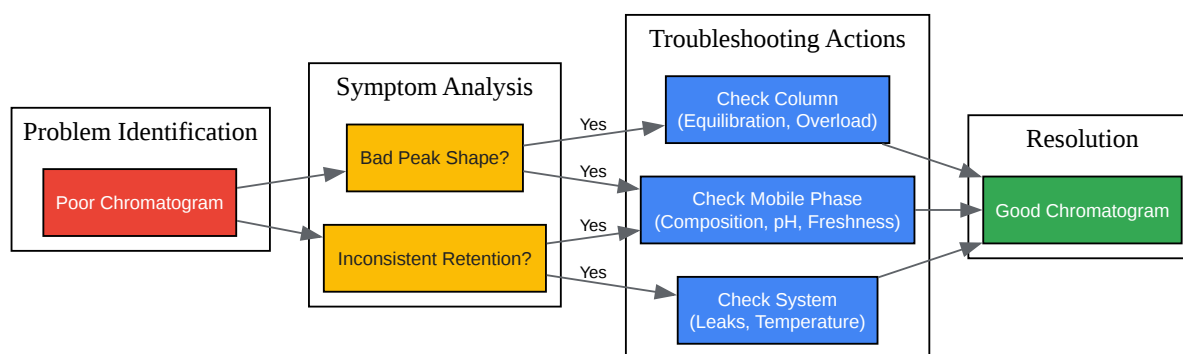 Problem Identification
Poor Chromatogram
Symptom Analysis
Bad Peak Shape?
Inconsistent Retention?
Yes
Yes
Yes
Yes
Troubleshooting Actions
Check Column
(Equilibration, Overload)
Check Mobile Phase
(Composition, pH, Freshness)
Check System
(Leaks, Temperature)
Resolution
Good Chromatogram